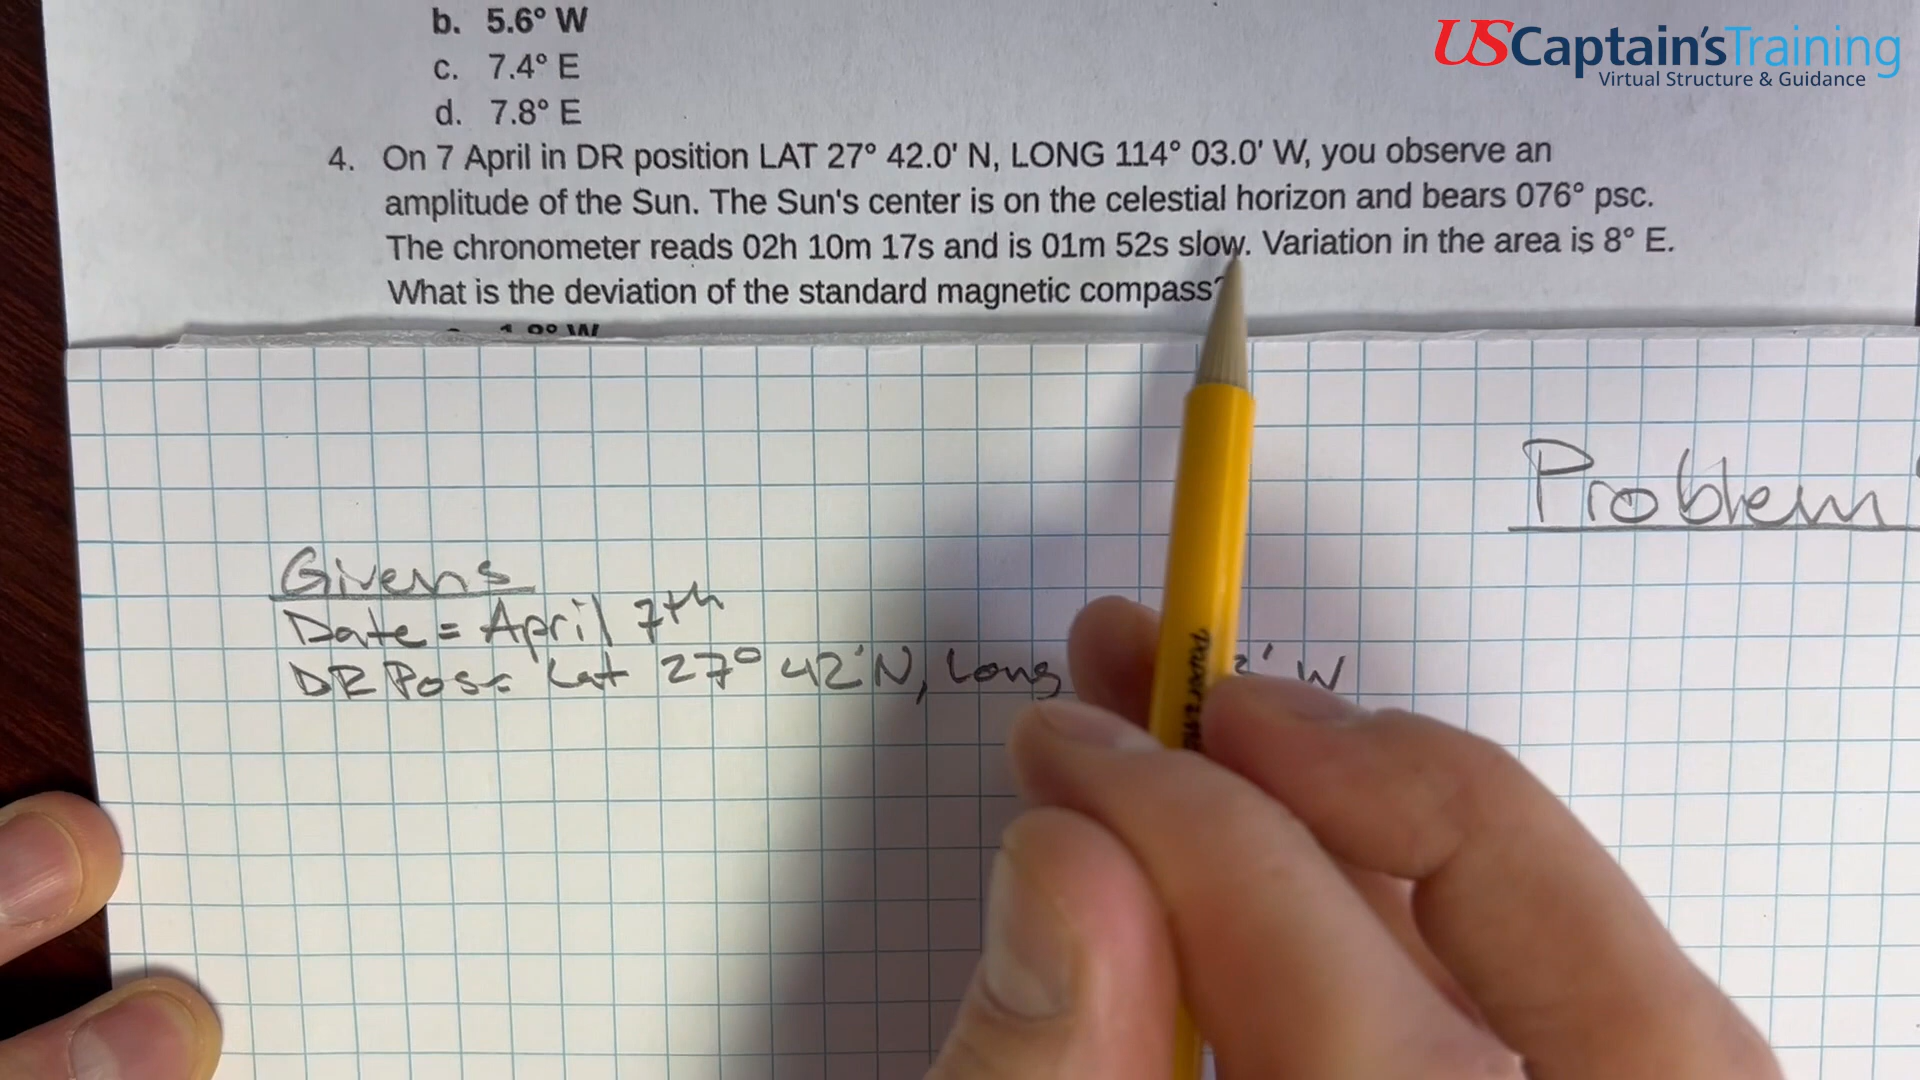 USCaptain'sTraining
Virtual Structure & Guidance
b. 5.6° W
c. 7.4° E
d. 7.8° E
4. On 7 April in DR position LAT 27° 42.0' N, LONG 114° 03.0' W, you observe an
amplitude of the Sun. The Sun's center is on the celestial horizon and bears 076° psc.
The chronometer reads 02h 10m 17s and is 01m 52s slow. Variation in the area is 8° E.
What is the deviation of the standard magnetic compass?
Problem
Givens
Date = April 7th
DR Pos= Lat 27° 42'N, Long W